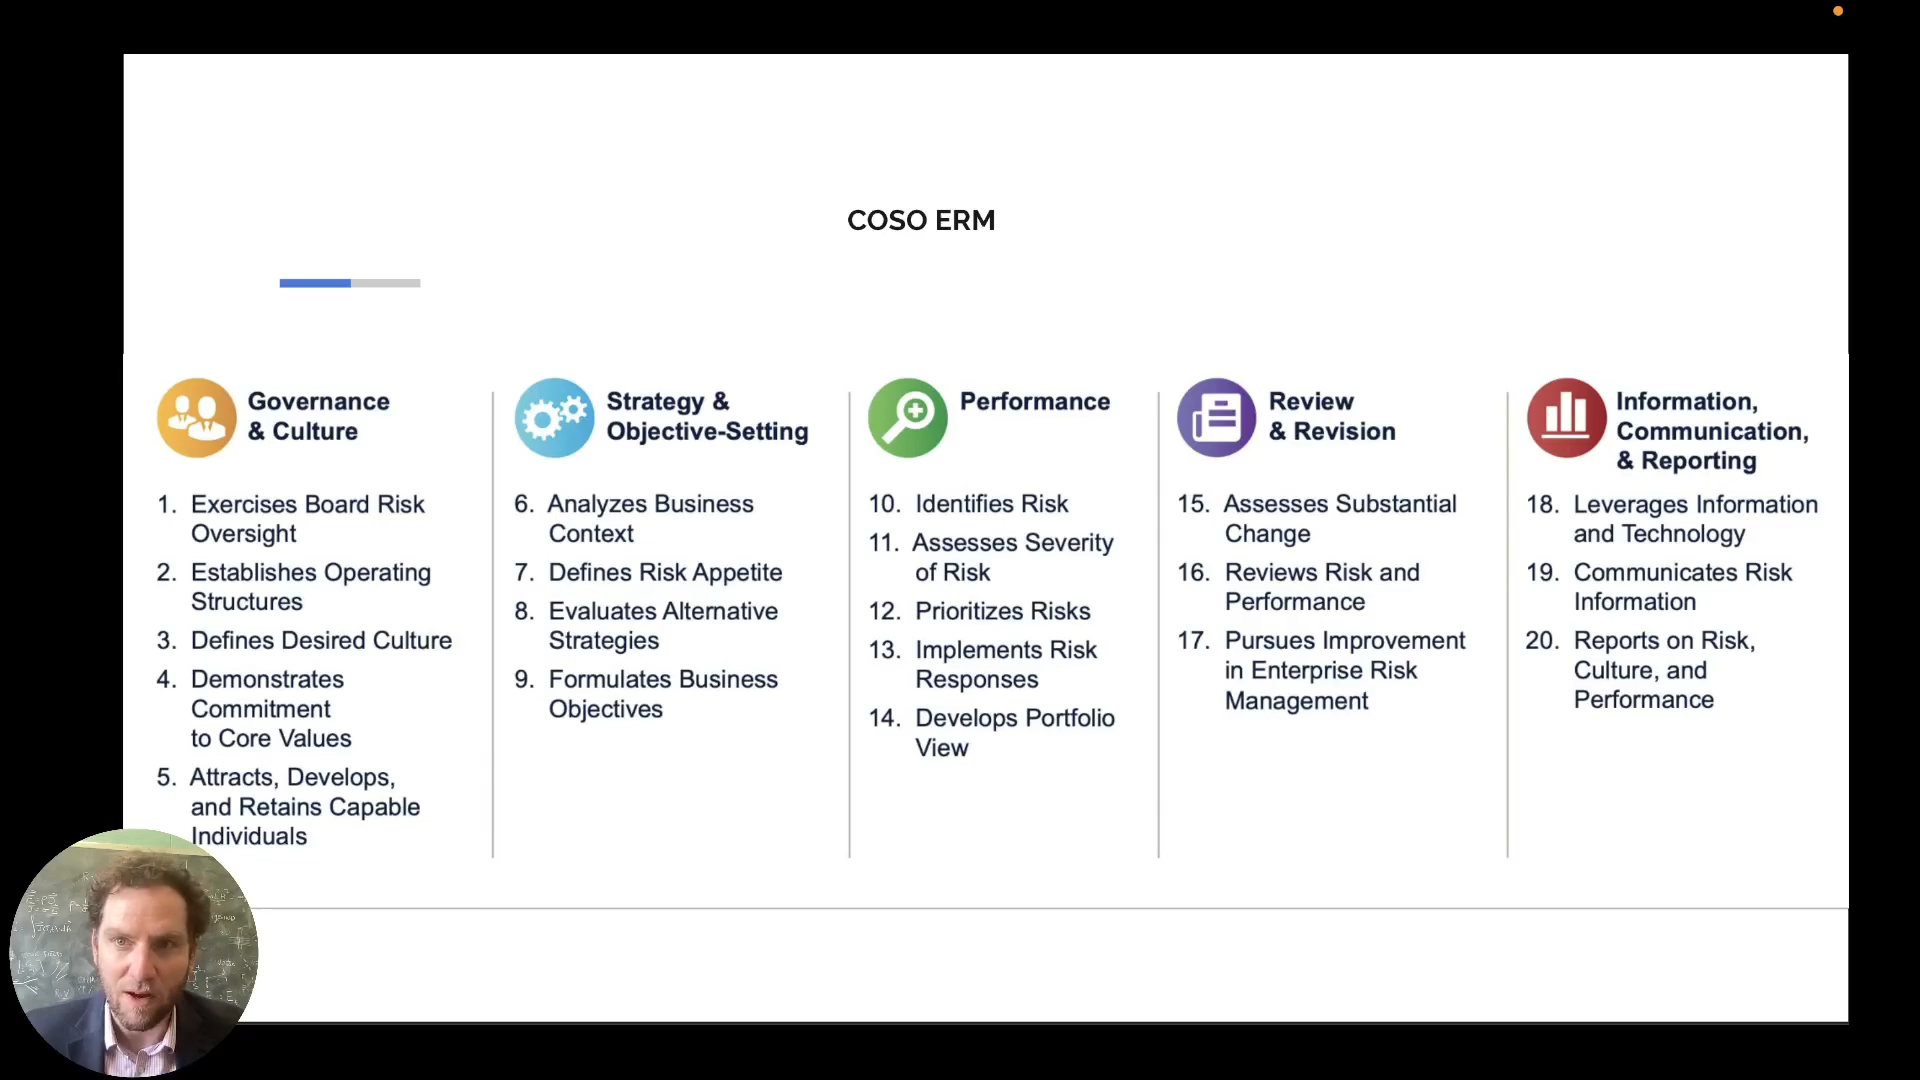 COSO ERM
Governance
& Culture
1. Exercises Board Risk
Oversight
2. Establishes Operating
Structures
3. Defines Desired Culture
4. Demonstrates
Commitment
to Core Values
5. Attracts, Develops,
and Retains Capable
Individuals
Strategy &
Objective-Setting
6. Analyzes Business
Context
7. Defines Risk Appetite
8. Evaluates Alternative
Strategies
9. Formulates Business
Objectives
Performance
10. Identifies Risk
11. Assesses Severity
of Risk
12. Prioritizes Risks
13. Implements Risk
Responses
14. Develops Portfolio
View
Review
& Revision
15. Assesses Substantial
Change
16. Reviews Risk and
Performance
17. Pursues Improvement
in Enterprise Risk
Management
Information,
Communication,
& Reporting
18. Leverages Information
and Technology
19. Communicates Risk
Information
20. Reports on Risk,
Culture, and
Performance